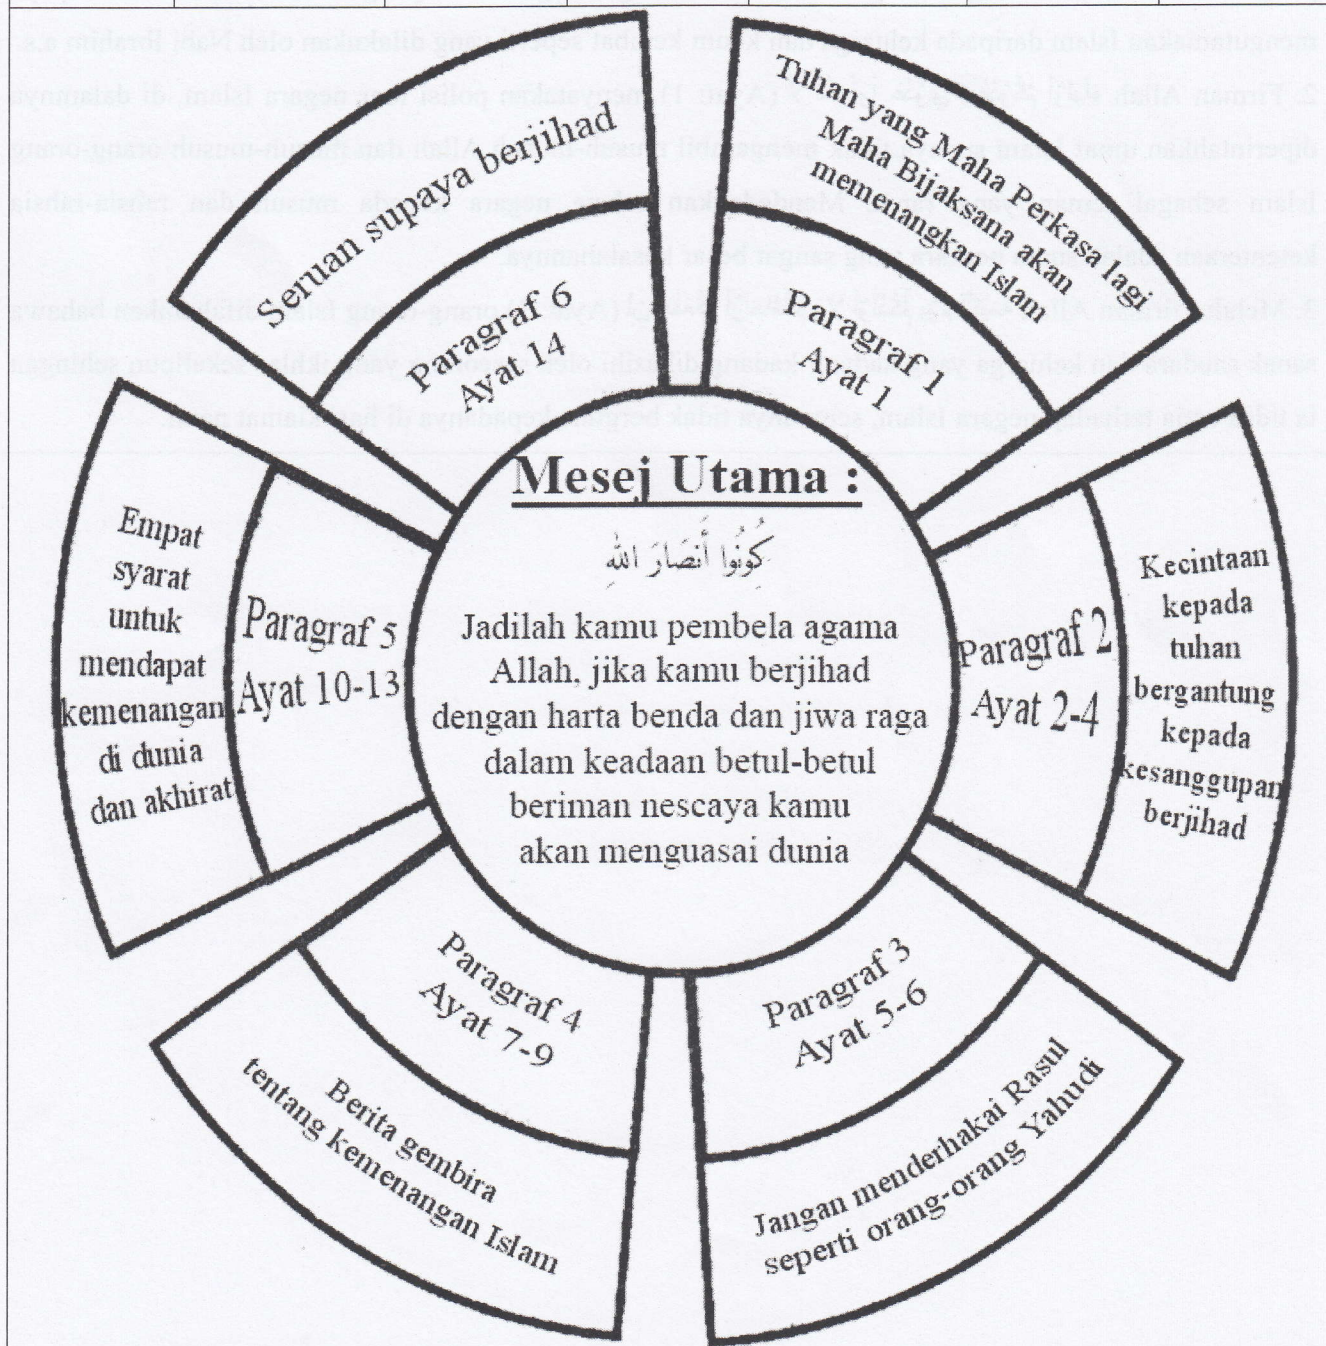 Mesej Utama :
كُونُوا أَنصَارَ اللهِ
Jadilah kamu pembela agama
Allah, jika kamu berjihad
dengan harta benda dan jiwa raga
dalam keadaan betul-betul
beriman nescaya kamu
akan menguasai dunia
Tuhan yang Maha Perkasa lagi
Maha Bijaksana akan
memenangkan Islam
Paragraf 1
Ayat 1
Kecintaan
kepada
tuhan
bergantung
kepada
kesanggupan
berjihad
Paragraf 2
Ayat 2-4
Paragraf 3
Ayat 5-6
Jangan menderhakai Rasul
seperti orang-orang Yahudi
Paragraf 4
Ayat 7-9
Berita gembira
tentang kemenangan Islam
Empat
syarat
untuk
mendapat
kemenangan
di dunia
dan akhirat
Paragraf 5
Ayat 10-13
Seruan supaya berjihad
Paragraf 6
Ayat 14